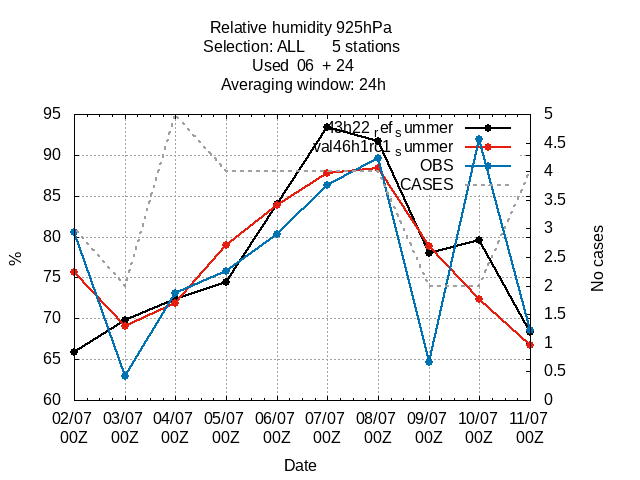 Relative humidity 925hPa
Selection: ALL 5 stations
Used 06 + 24
Averaging window: 24h
95
90
85
80
75
70
65
60
5
4.5
4
3.5
3
2.5
2
1.5
1
0.5
0
summer
summer
OBS
CASES
%
No cases
02/07 03/07 04/07 05/07 06/07 07/07 08/07 09/07 10/07 11/07
00Z 00Z 00Z 00Z 00Z 00Z 00Z 00Z 00Z 00Z
Date